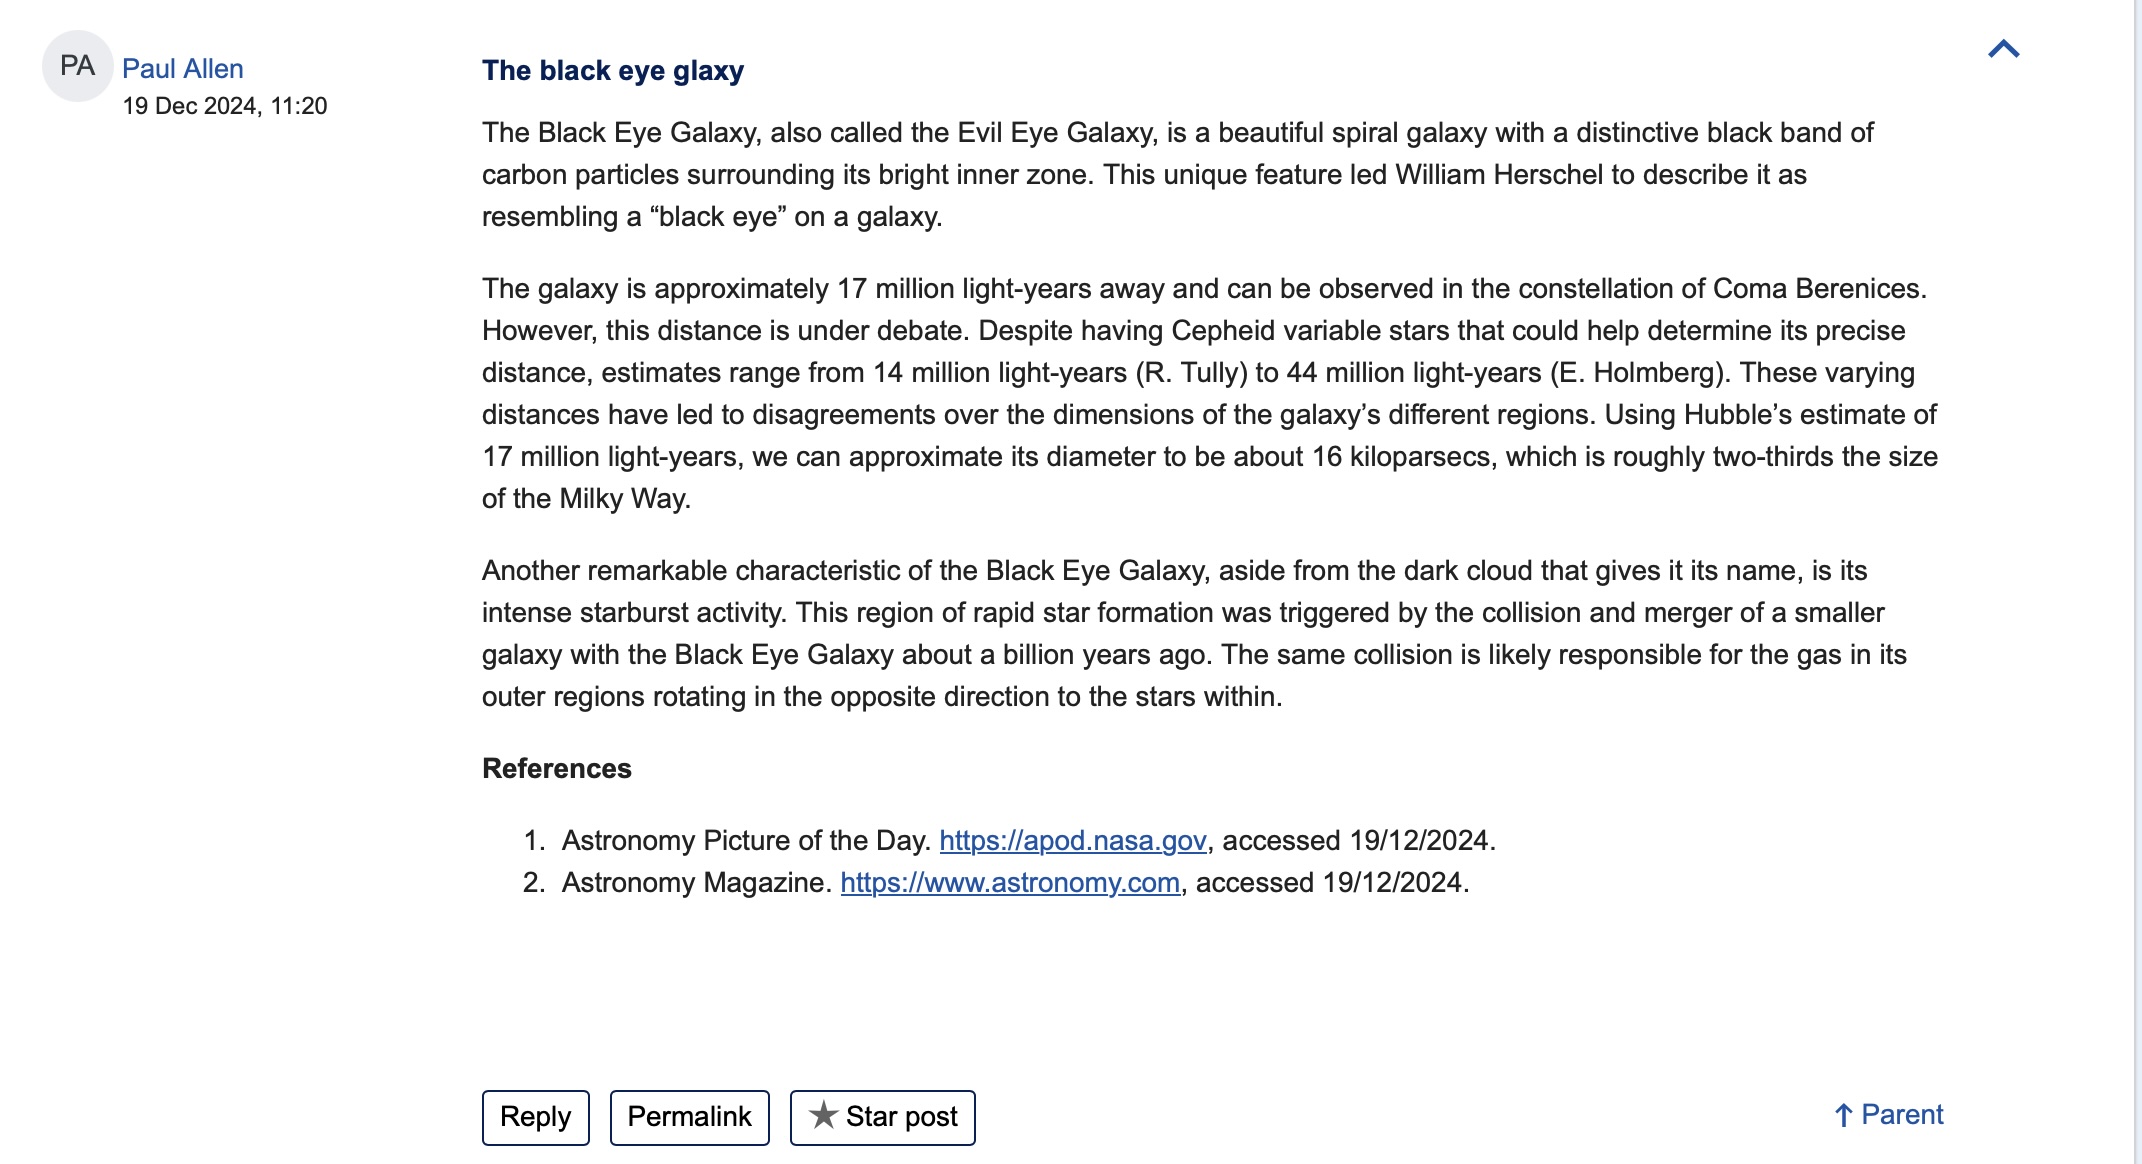 PA
Paul Allen
19 Dec 2024, 11:20
The black eye glaxy
The Black Eye Galaxy, also called the Evil Eye Galaxy, is a beautiful spiral galaxy with a distinctive black band of
carbon particles surrounding its bright inner zone. This unique feature led William Herschel to describe it as
resembling a “black eye” on a galaxy.
The galaxy is approximately 17 million light-years away and can be observed in the constellation of Coma Berenices.
However, this distance is under debate. Despite having Cepheid variable stars that could help determine its precise
distance, estimates range from 14 million light-years (R. Tully) to 44 million light-years (E. Holmberg). These varying
distances have led to disagreements over the dimensions of the galaxy’s different regions. Using Hubble’s estimate of
17 million light-years, we can approximate its diameter to be about 16 kiloparsecs, which is roughly two-thirds the size
of the Milky Way.
Another remarkable characteristic of the Black Eye Galaxy, aside from the dark cloud that gives it its name, is its
intense starburst activity. This region of rapid star formation was triggered by the collision and merger of a smaller
galaxy with the Black Eye Galaxy about a billion years ago. The same collision is likely responsible for the gas in its
outer regions rotating in the opposite direction to the stars within.
References
1. Astronomy Picture of the Day. https://apod.nasa.gov, accessed 19/12/2024.
2. Astronomy Magazine. https://www.astronomy.com, accessed 19/12/2024.
Reply Permalink ★ Star post ↑ Parent